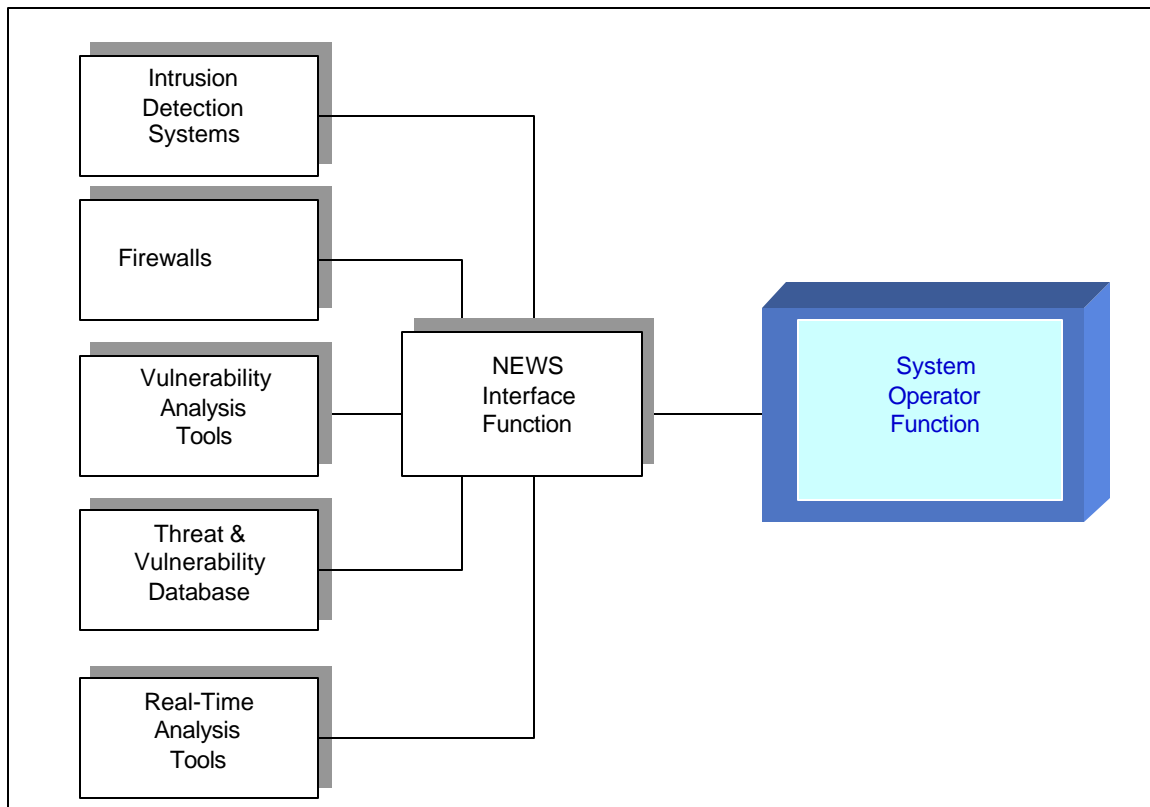 Intrusion
Detection
Systems
Firewalls
Vulnerability
Analysis
Tools
Threat &
Vulnerability
Database
Real-Time
Analysis
Tools
NEWS
Interface
Function
System
Operator
Function